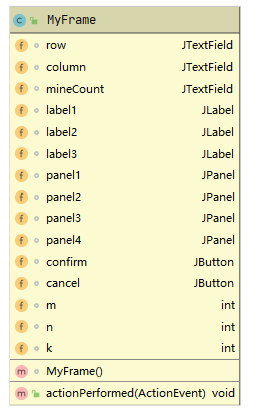 MyFrame
row JTextField
column JTextField
mineCount JTextField
label1 JLabel
label2 JLabel
label3 JLabel
panel1 JPanel
panel2 JPanel
panel3 JPanel
panel4 JPanel
confirm JButton
cancel JButton
m int
n int
k int
MyFrame()
actionPerformed(ActionEvent) void